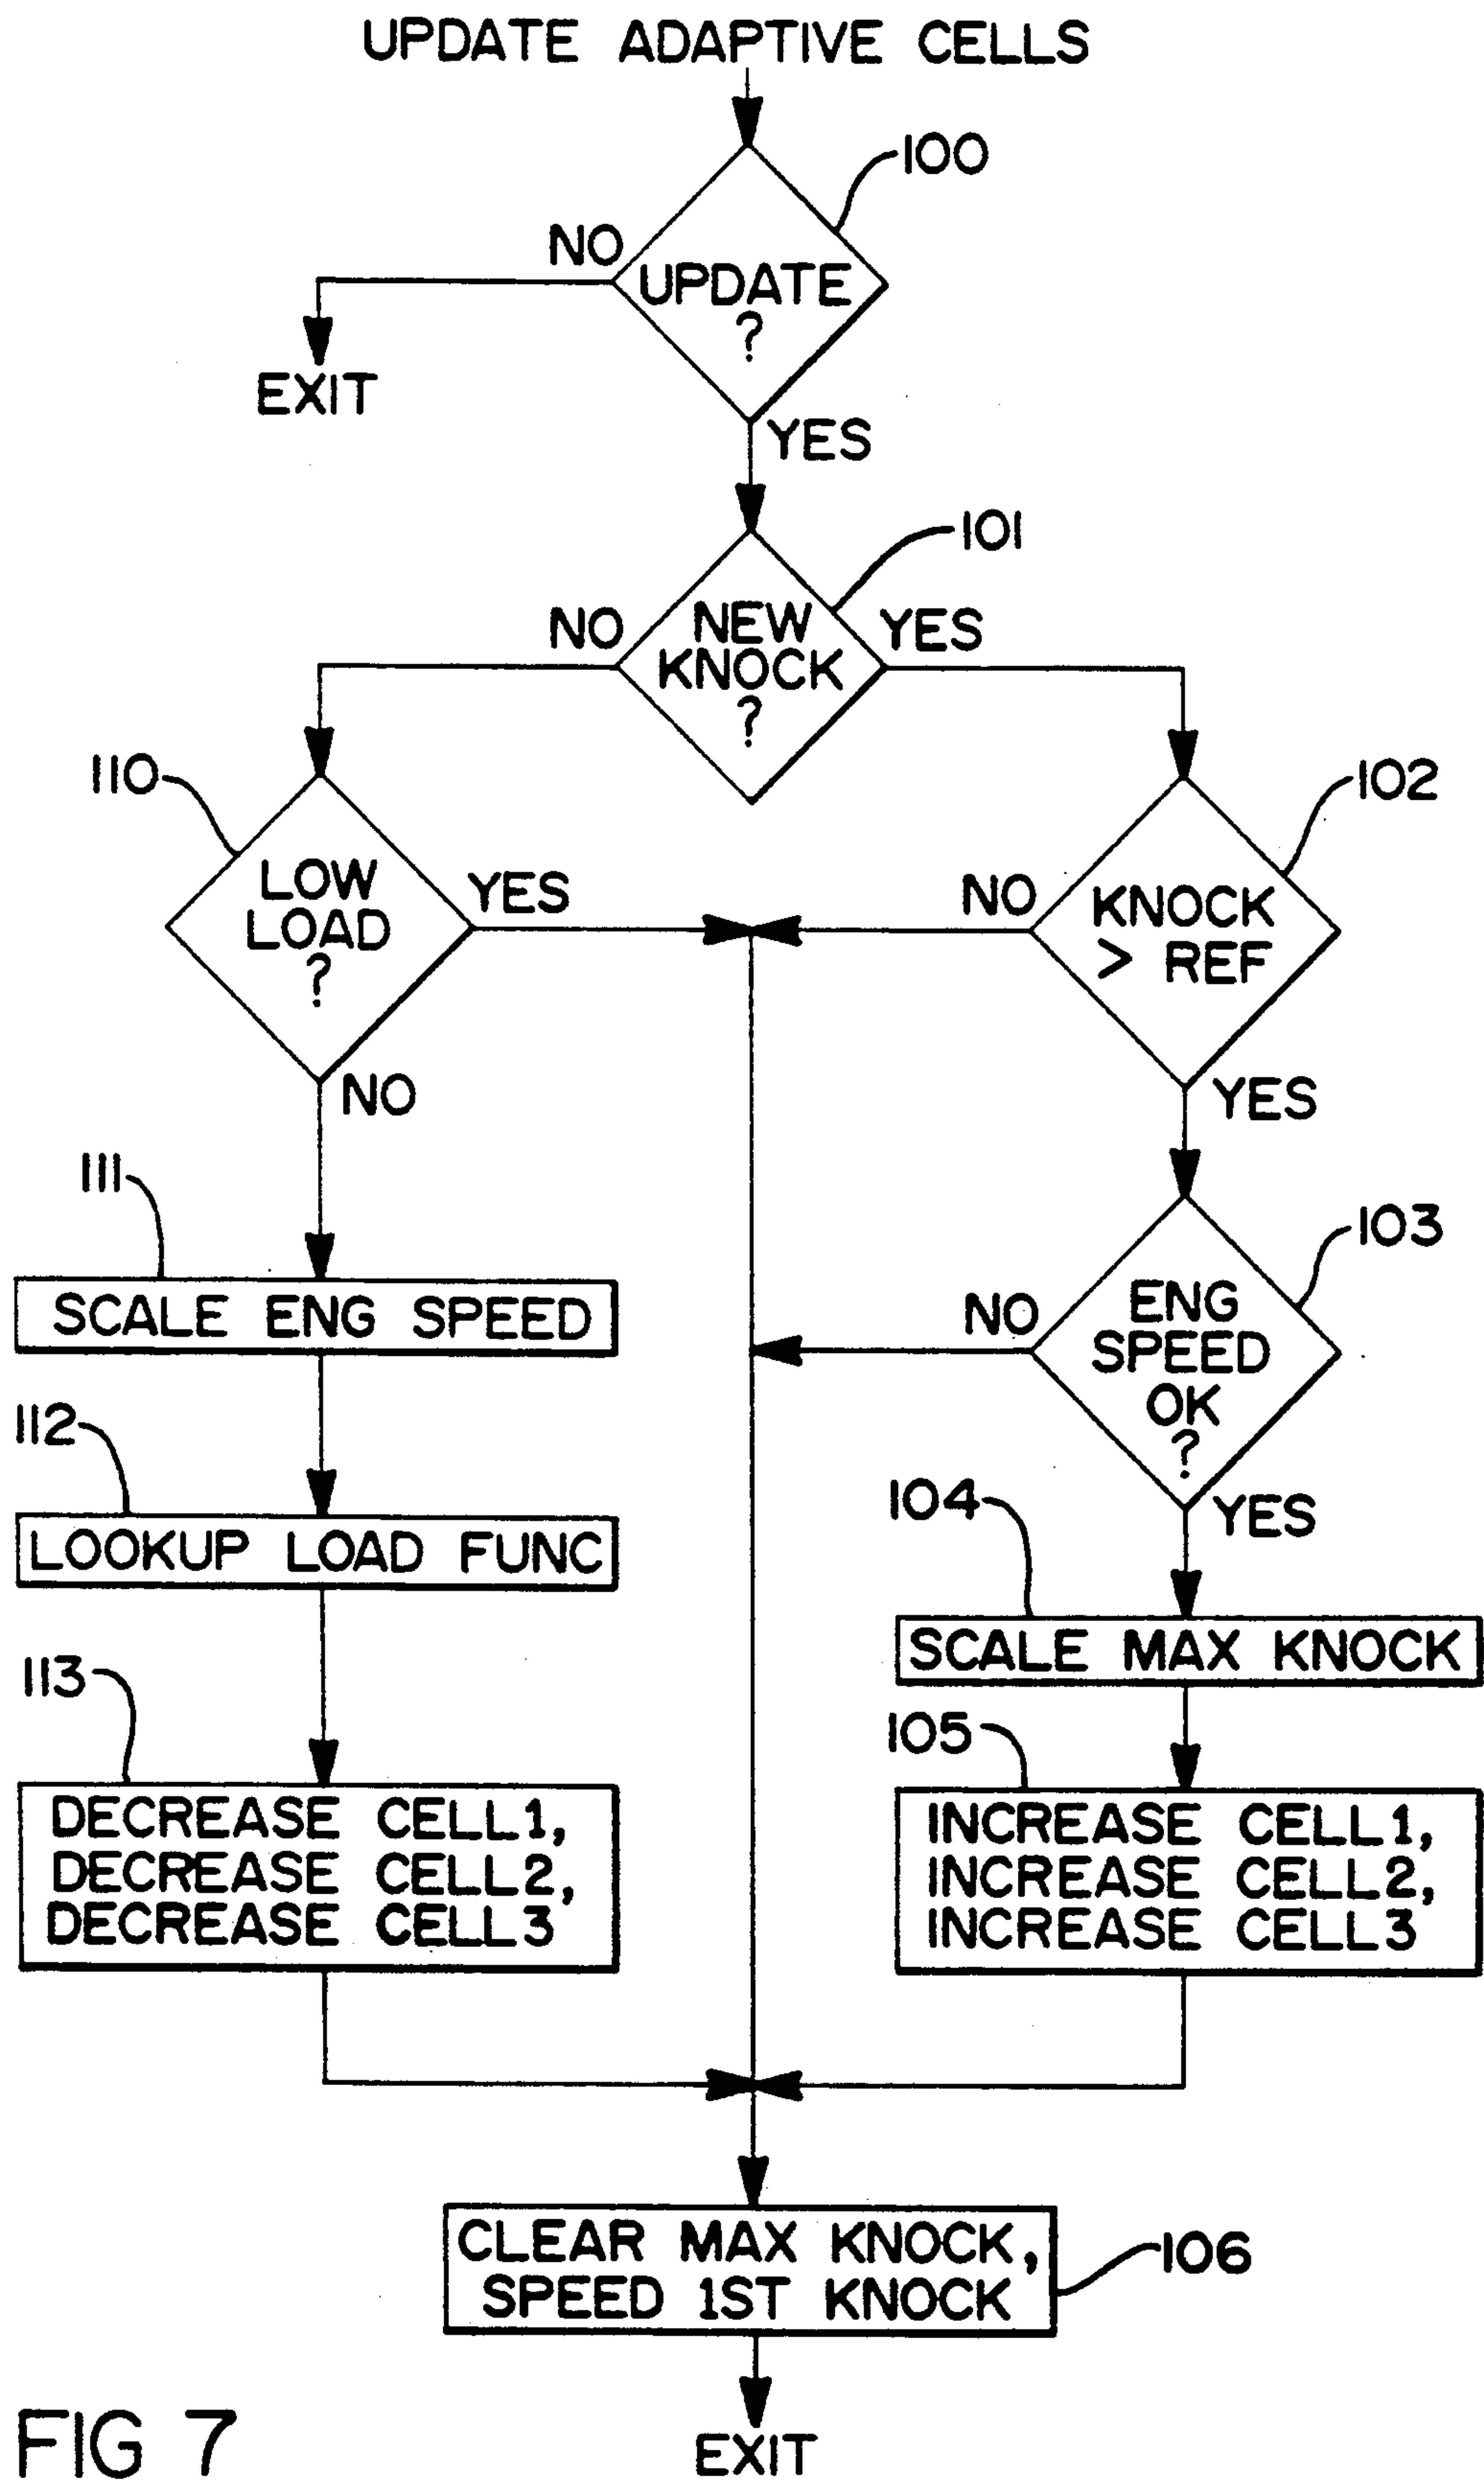 UPDATE ADAPTIVE CELLS
100
NO
UPDATE
?
EXIT
YES
101
NO
NEW
KNOCK
?
YES
110
LOW
LOAD
?
YES
NO
102
NO
KNOCK
> REF
YES
111
SCALE ENG SPEED
103
NO
ENG
SPEED
OK
?
YES
112
LOOKUP LOAD FUNC
104
SCALE MAX KNOCK
113
DECREASE CELL1,
DECREASE CELL2,
DECREASE CELL3
105
INCREASE CELL1,
INCREASE CELL2,
INCREASE CELL3
CLEAR MAX KNOCK,
SPEED 1ST KNOCK
106
EXIT
FIG 7